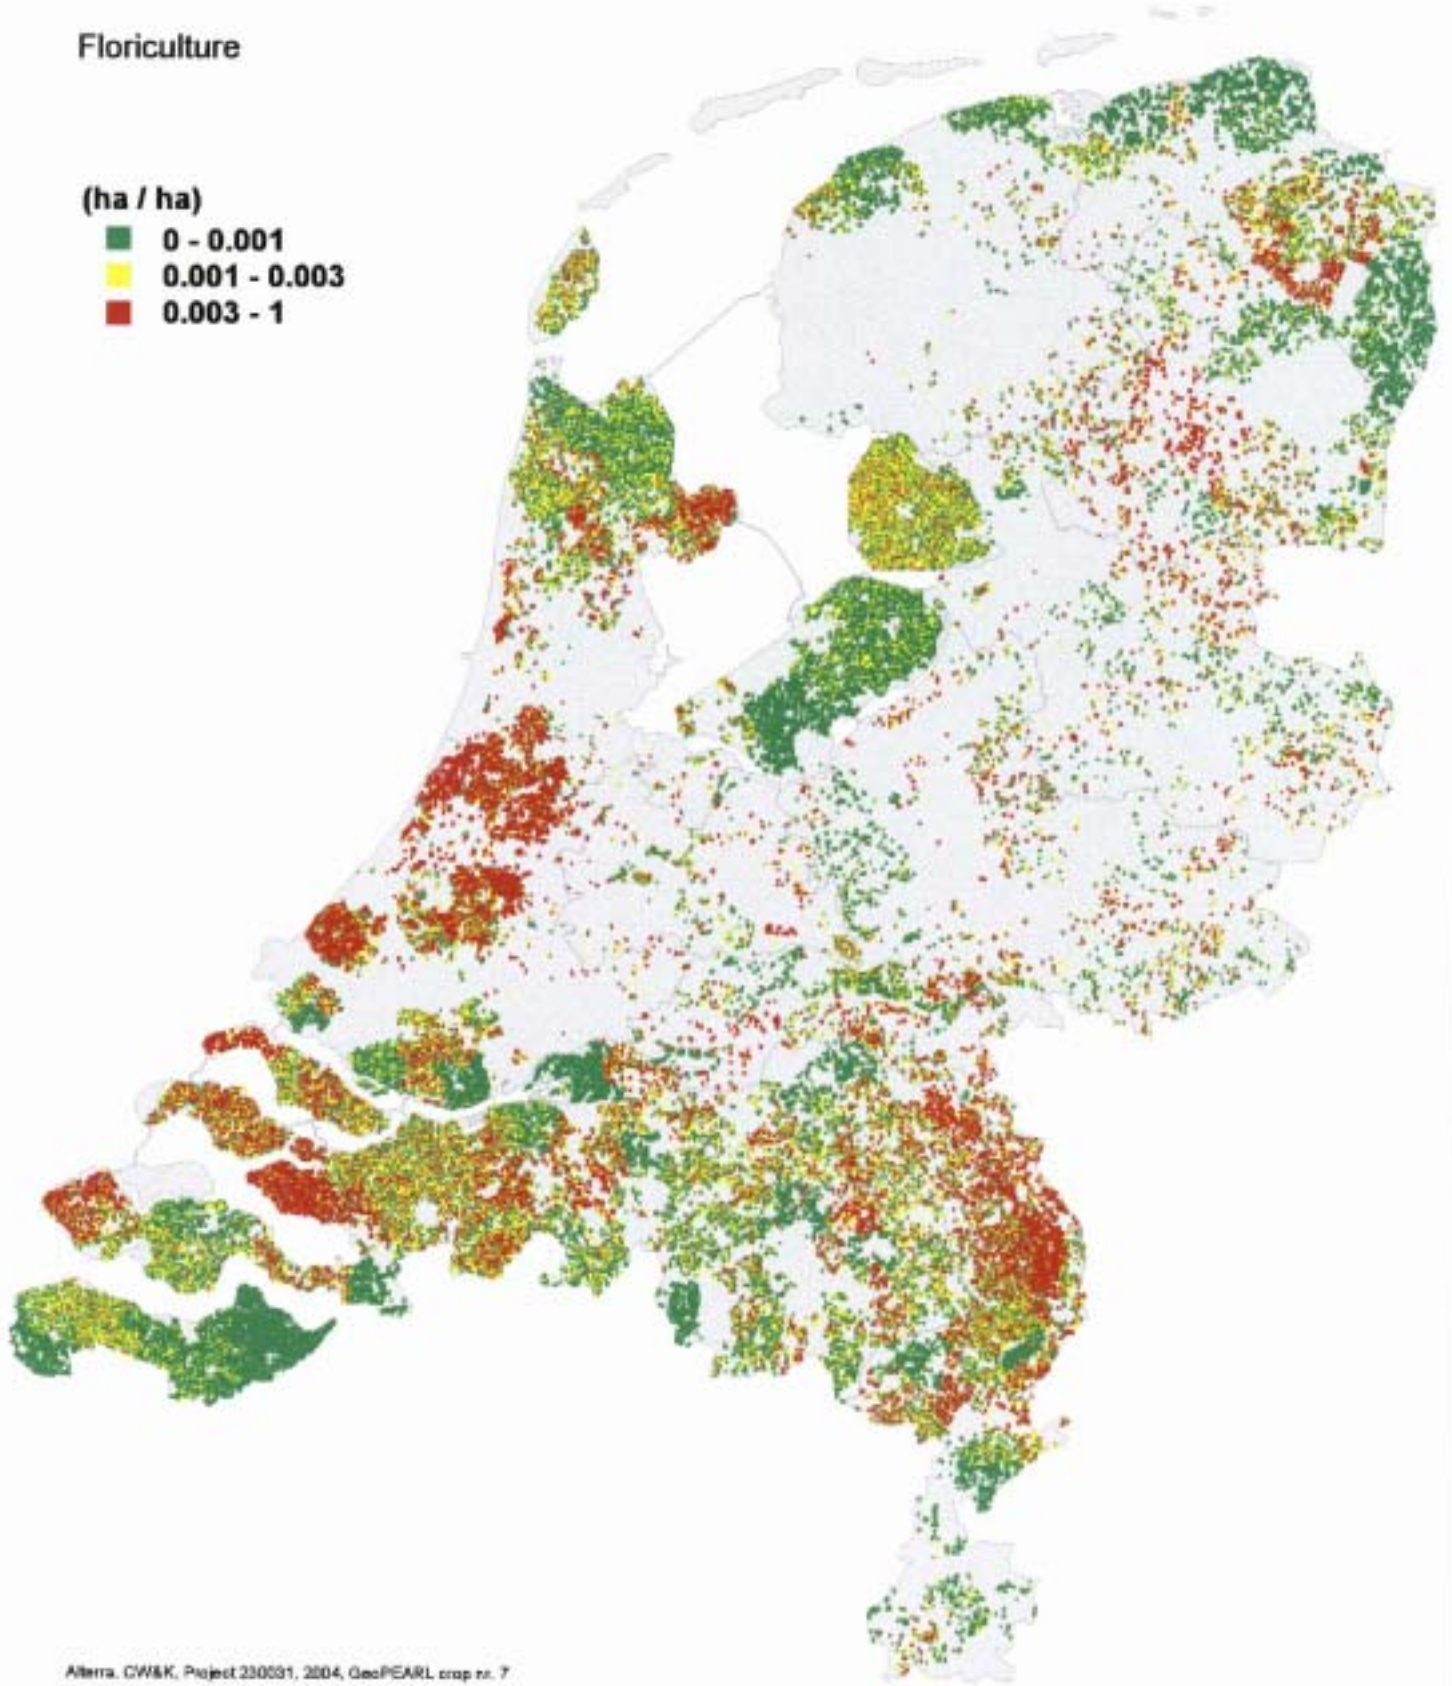 Floriculture
(ha / ha)
0 - 0.001
0.001 - 0.003
0.003 - 1
Alterra, CW&K, Project 230031, 2004, GeoPEARL crop nr. 7